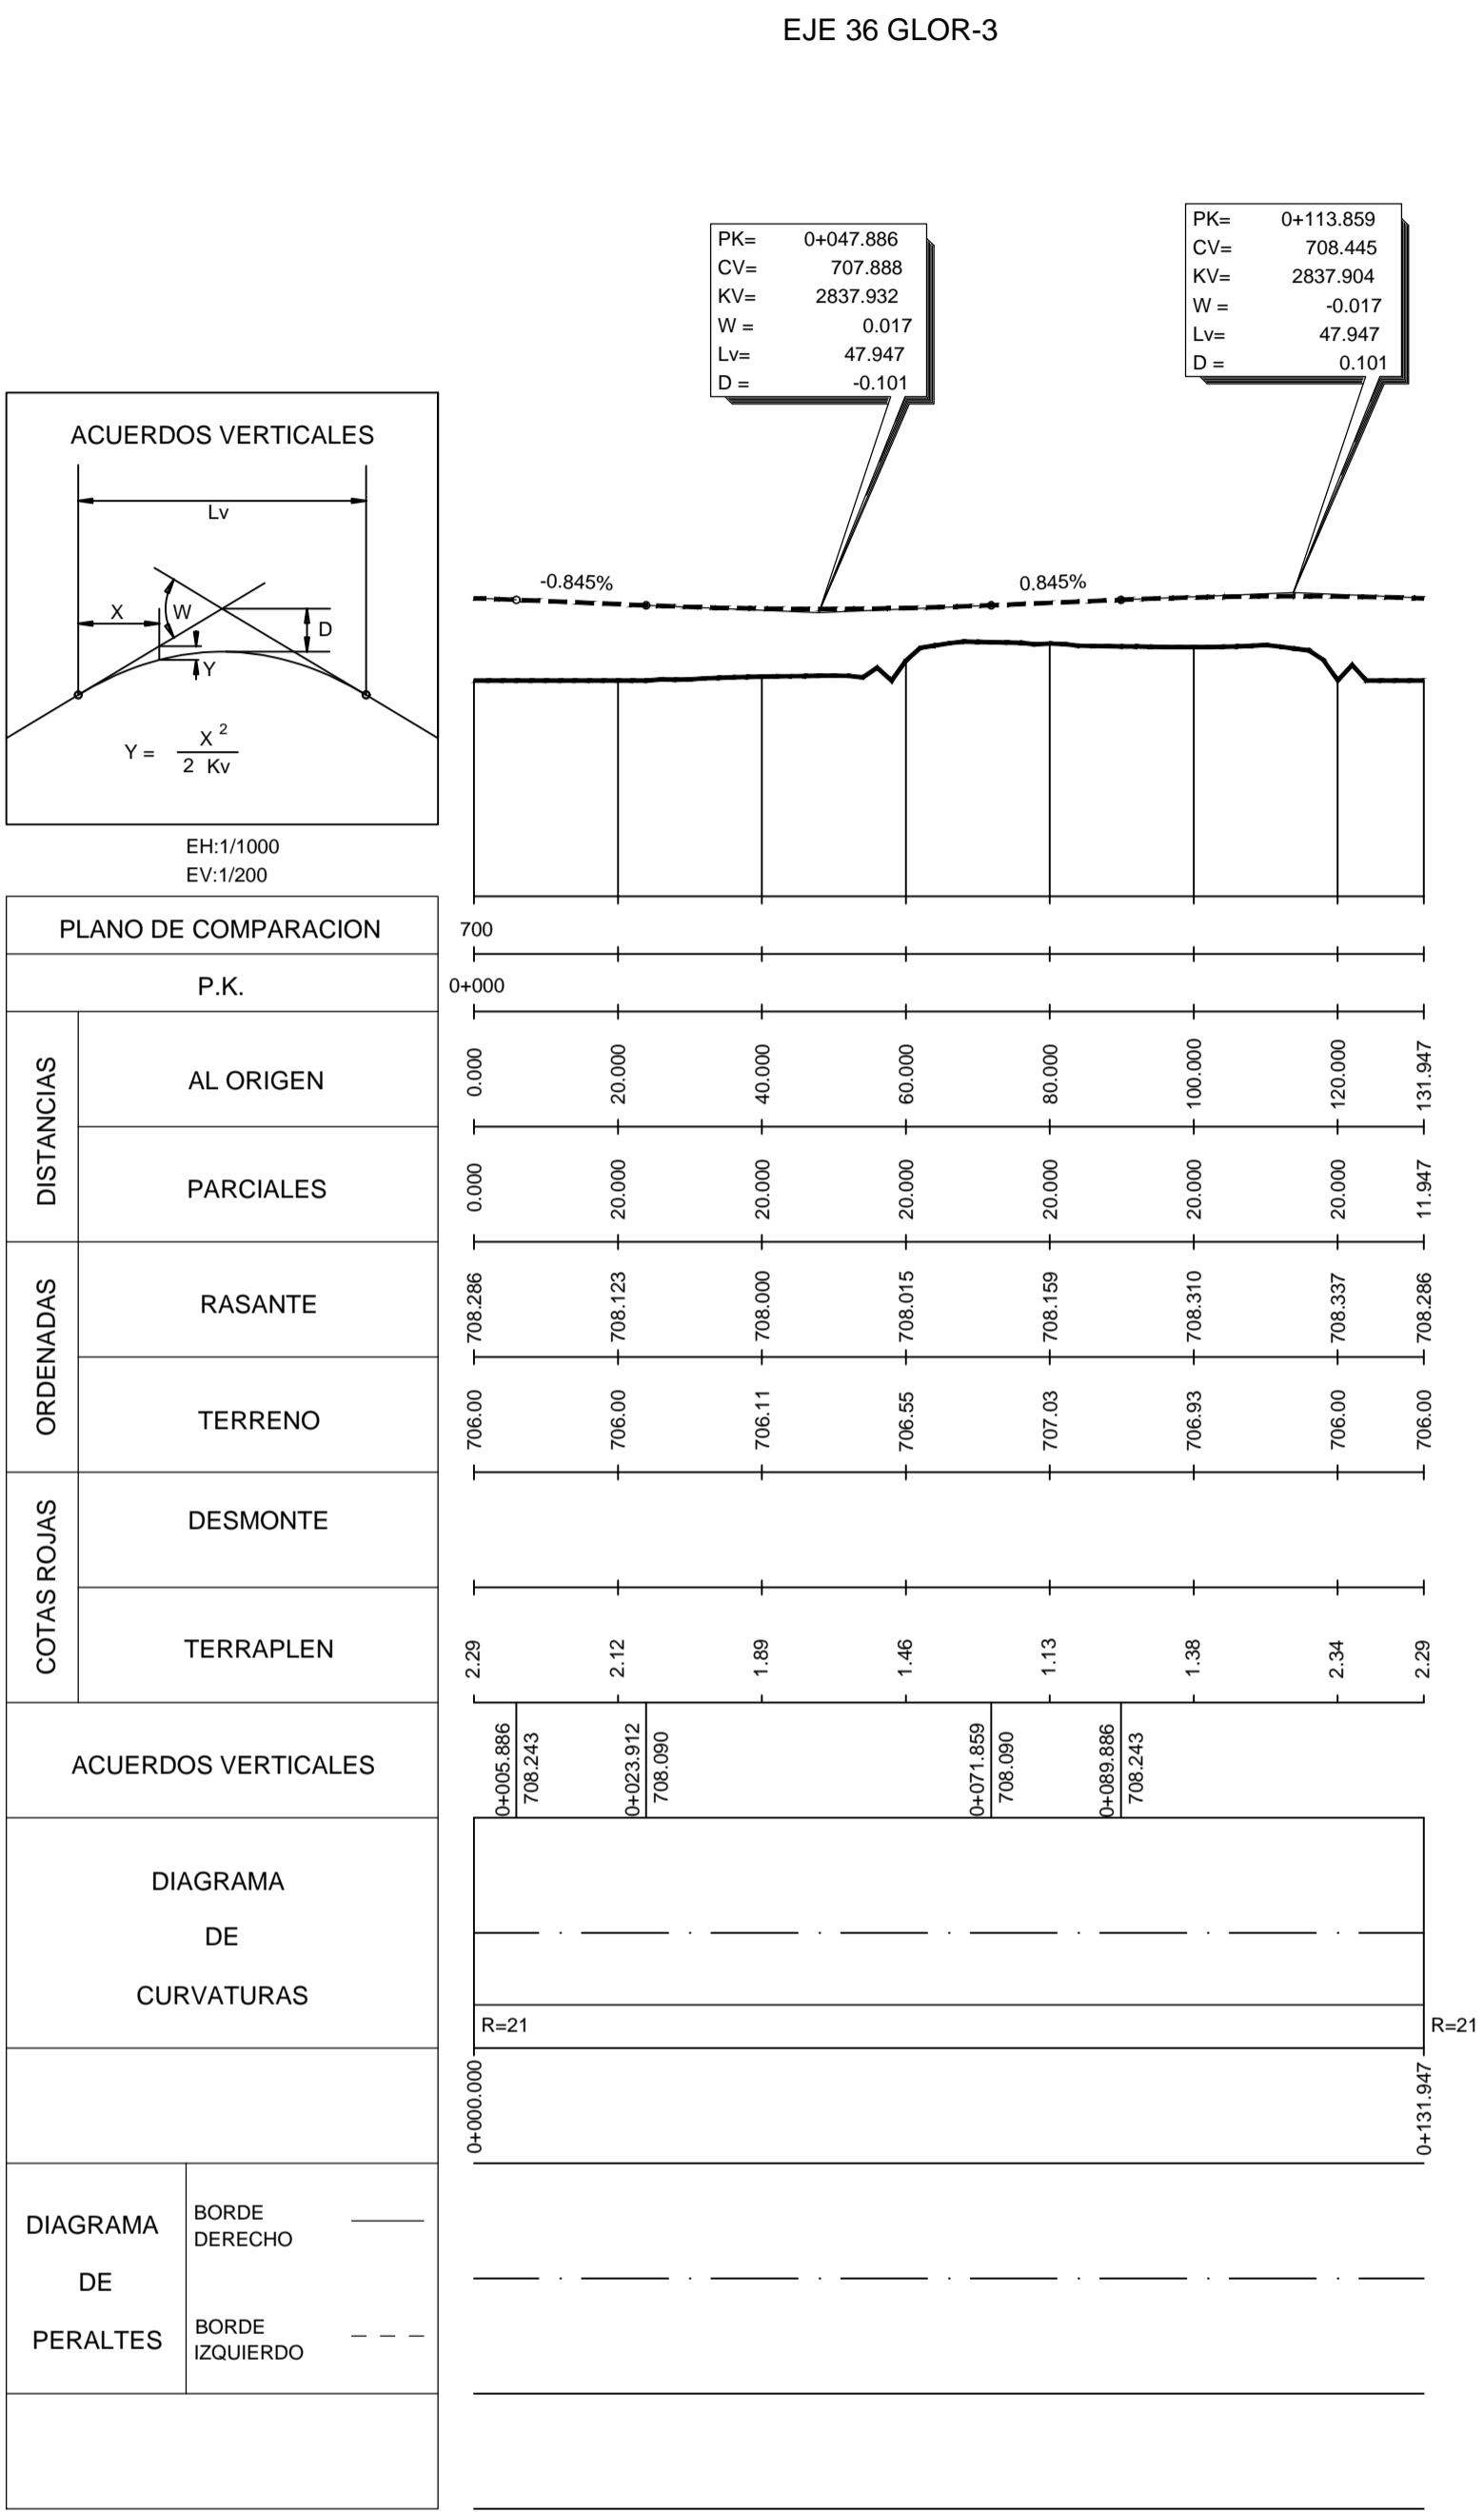 EJE 36 GLOR-3
PK= 0+047.886
CV= 707.888
KV= 2837.932
W = 0.017
Lv= 47.947
D = -0.101
PK= 0+113.859
CV= 708.445
KV= 2837.904
W = -0.017
Lv= 47.947
D = 0.101
ACUERDOS VERTICALES
Lv
X
W
D
Y
Y = X 2
2 Kv
-0.845%
0.845%
EH:1/1000
EV:1/200
PLANO DE COMPARACION
700
P.K.
0+000
DISTANCIAS
AL ORIGEN
0.000 20.000 40.000 60.000 80.000 100.000 120.000 131.947
PARCIALES
0.000 20.000 20.000 20.000 20.000 20.000 20.000 11.947
ORDENADAS
RASANTE
708.286 708.123 708.000 708.015 708.159 708.310 708.337 708.286
TERRENO
706.00 706.00 706.11 706.55 707.03 706.93 706.00 706.00
COTAS ROJAS
DESMONTE
TERRAPLEN
2.29 2.12 1.89 1.46 1.13 1.38 2.34 2.29
ACUERDOS VERTICALES
0+005.886
708.243
0+023.912
708.090
0+071.859
708.090
0+089.886
708.243
DIAGRAMA
DE
CURVATURAS
R=21
R=21
0+000.000
0+131.947
DIAGRAMA
DE
PERALTES
BORDE
DERECHO
BORDE
IZQUIERDO